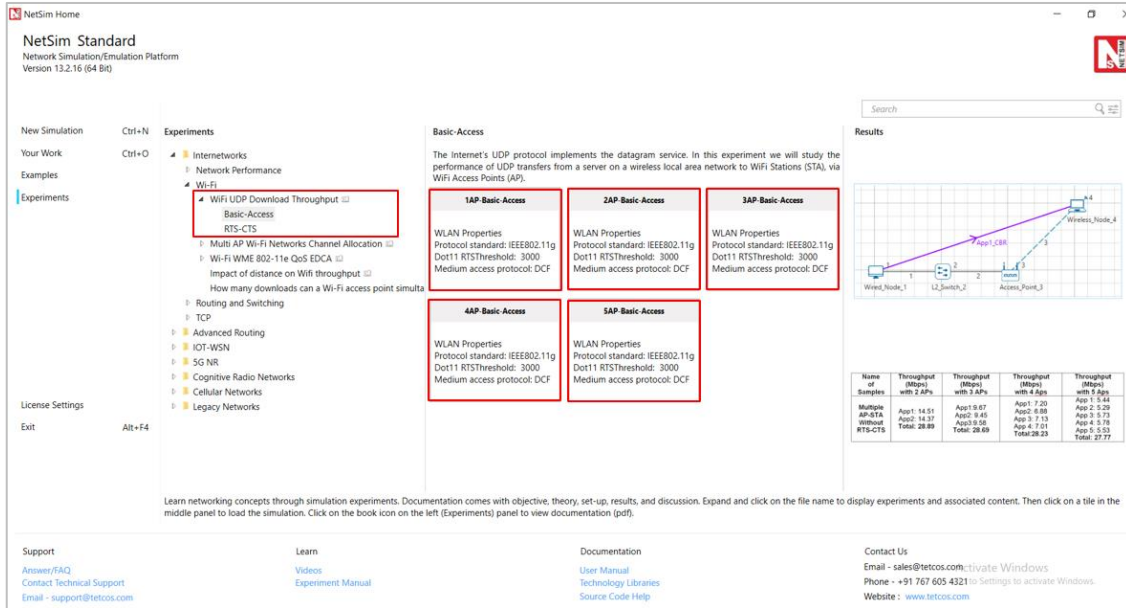 NetSim Home
NetSim Standard
Network Simulation/Emulation Platform
Version 13.2.16 (64 Bit)
NETSIM
Search
New Simulation Ctrl+N
Your Work Ctrl+O
Examples
Experiments
License Settings
Exit Alt+F4
Experiments
Internetworks
Network Performance
Wi-Fi
WiFi UDP Download Throughput
Basic-Access
RTS-CTS
Multi AP Wi-Fi Networks Channel Allocation
Wi-Fi WME 802-11e QoS EDCA
Impact of distance on Wifi throughput
How many downloads can a Wi-Fi access point simulta
Routing and Switching
TCP
Advanced Routing
IOT-WSN
5G NR
Cognitive Radio Networks
Cellular Networks
Legacy Networks
Basic-Access
The Internet's UDP protocol implements the datagram service. In this experiment we will study the
performance of UDP transfers from a server on a wireless local area network to WiFi Stations (STA), via
WiFi Access Points (AP).
1AP-Basic-Access
WLAN Properties
Protocol standard: IEEE802.11g
Dot11 RTSThreshold: 3000
Medium access protocol: DCF
2AP-Basic-Access
WLAN Properties
Protocol standard: IEEE802.11g
Dot11 RTSThreshold: 3000
Medium access protocol: DCF
3AP-Basic-Access
WLAN Properties
Protocol standard: IEEE802.11g
Dot11 RTSThreshold: 3000
Medium access protocol: DCF
4AP-Basic-Access
WLAN Properties
Protocol standard: IEEE802.11g
Dot11 RTSThreshold: 3000
Medium access protocol: DCF
5AP-Basic-Access
WLAN Properties
Protocol standard: IEEE802.11g
Dot11 RTSThreshold: 3000
Medium access protocol: DCF
Results
4
Wireless_Node_4
App1_CBR
3
1
1
2
2
3
Wired_Node_1
L2_Switch_2
Access_Point_3
Name of Samples
Throughput (Mbps) with 2 APs
Throughput (Mbps) with 3 APs
Throughput (Mbps) with 4 Aps
Throughput (Mbps) with 5 Aps
Multiple AP-STA Without RTS-CTS
App1: 14.51
App2: 14.37
Total: 28.89
App1:9.67
App2: 9.45
App3:9.58
Total: 28.69
App1: 7.20
App 2: 6.88
App 3: 7.13
App 4: 7.01
Total:28.23
App 1: 5.44
App 2: 5.29
App 3: 5.73
App 4: 5.78
App 5: 5.53
Total: 27.77
Learn networking concepts through simulation experiments. Documentation comes with objective, theory, set-up, results, and discussion. Expand and click on the file name to display experiments and associated content. Then click on a tile in the
middle panel to load the simulation. Click on the book icon on the left (Experiments) panel to view documentation (pdf).
Support
Answer/FAQ
Contact Technical Support
Email - support@tetcos.com
Learn
Videos
Experiment Manual
Documentation
User Manual
Technology Libraries
Source Code Help
Contact Us
Email - sales@tetcos.com
Phone - +91 767 605 4321
Website : www.tetcos.com
Activate Windows
to Settings to activate Windows.